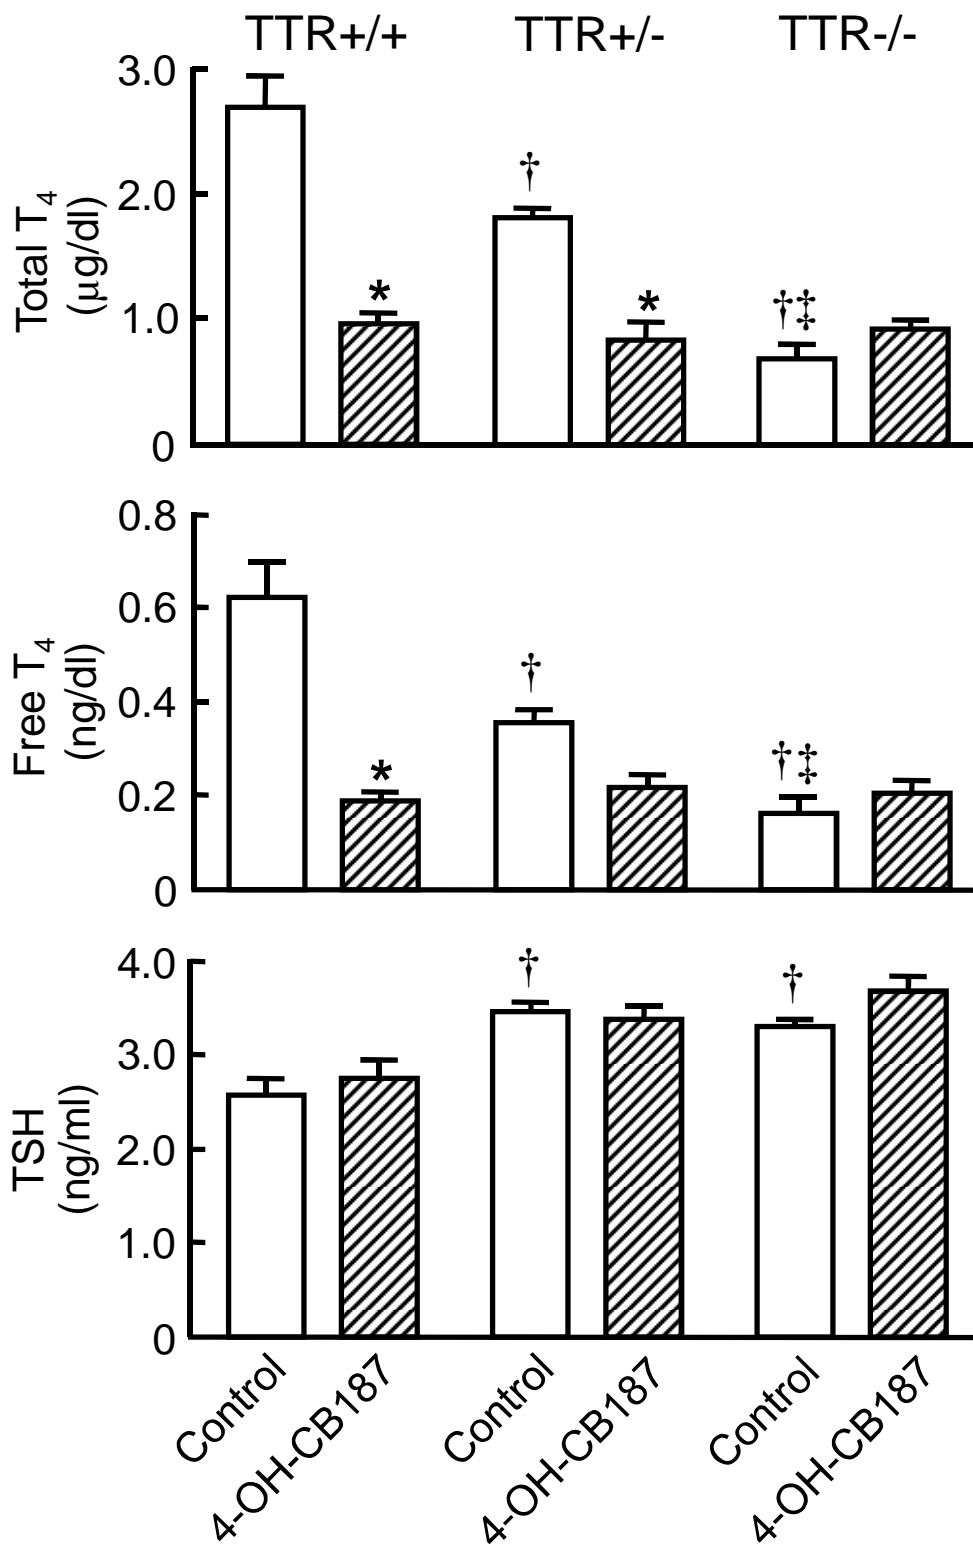 TTR+/+ TTR+/- TTR-/-
Total T₄
(μg/dl)
3.0
2.0
1.0
0
†
*
*
†‡
Free T₄
(ng/dl)
0.8
0.6
0.4
0.2
0
†
*
†‡
TSH
(ng/ml)
4.0
3.0
2.0
1.0
0
†
†
Control
4-OH-CB187
Control
4-OH-CB187
Control
4-OH-CB187